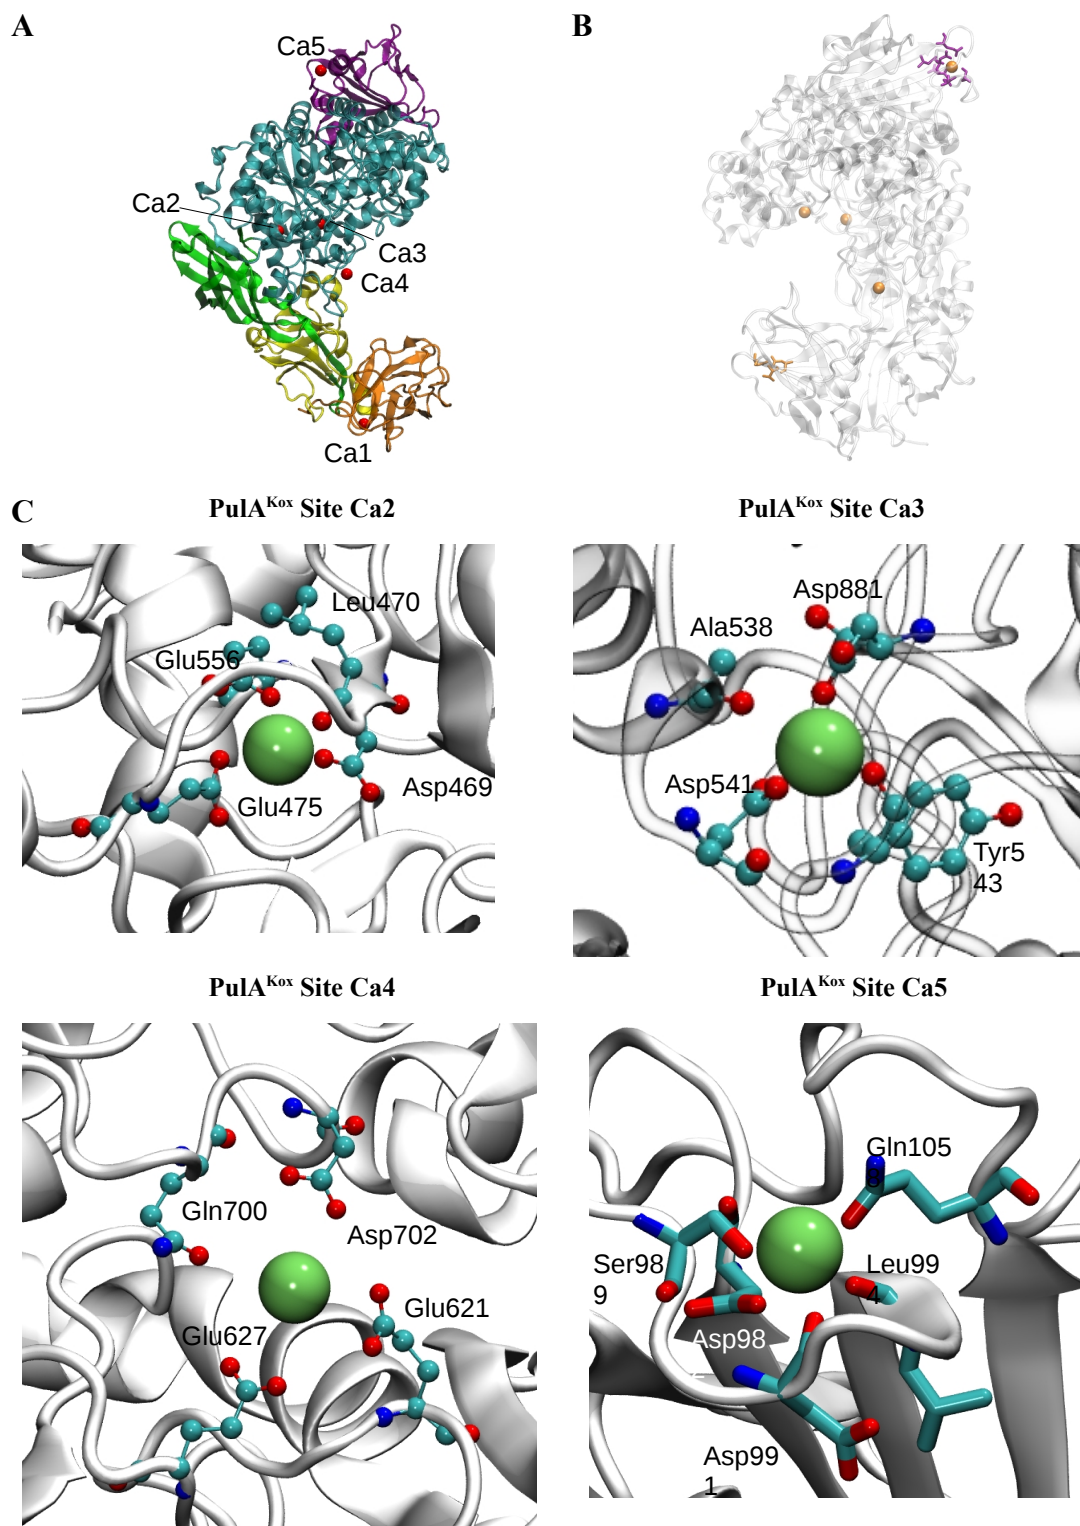 A
B
Ca5
Ca2
Ca3
Ca4
Ca1
C
PulA^Kox Site Ca2
PulA^Kox Site Ca3
Leu470
Glu556
Glu475
Asp469
Asp881
Ala538
Asp541
Tyr5
43
PulA^Kox Site Ca4
PulA^Kox Site Ca5
Gln700
Asp702
Glu621
Glu627
Gln105
8
Ser98
9
Leu99
4
Asp98
Asp99
1